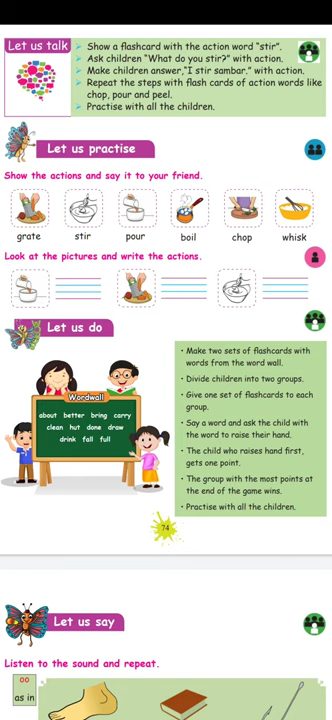 Let us talk
Show a flashcard with the action word “stir”.
Ask children “What do you stir?” with action.
Make children answer,“I stir sambar.” with action.
Repeat the steps with flash cards of action words like
chop, pour and peel.
Practise with all the children.
Let us practise
Show the actions and say it to your friend.
grate stir pour boil chop whisk
Look at the pictures and write the actions.
Let us do
Wordwall
about better bring carry
clean hut done draw
drink fall full
• Make two sets of flashcards with
words from the word wall.
• Divide children into two groups.
• Give one set of flashcards to each
group.
• Say a word and ask the child with
the word to raise their hand.
• The child who raises hand first,
gets one point.
• The group with the most points at
the end of the game wins.
• Practise with all the children.
74
Let us say
Listen to the sound and repeat.
oo
as in